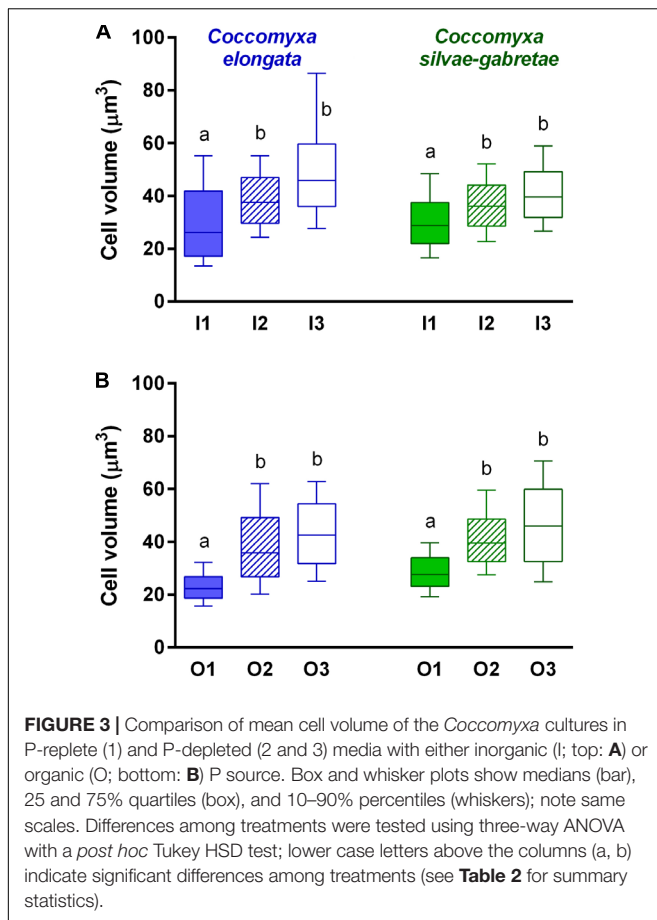 A
Coccomyxa elongata
Coccomyxa silvae-gabretae
Cell volume (μm³)
100
80
60
40
20
0
a
b
b
a
b
b
I1
I2
I3
I1
I2
I3
B
Cell volume (μm³)
100
80
60
40
20
0
a
b
b
a
b
b
O1
O2
O3
O1
O2
O3
FIGURE 3 | Comparison of mean cell volume of the Coccomyxa cultures in
P-replete (1) and P-depleted (2 and 3) media with either inorganic (I; top: A) or
organic (O; bottom: B) P source. Box and whisker plots show medians (bar),
25 and 75% quartiles (box), and 10–90% percentiles (whiskers); note same
scales. Differences among treatments were tested using three-way ANOVA
with a post hoc Tukey HSD test; lower case letters above the columns (a, b)
indicate significant differences among treatments (see Table 2 for summary
statistics).